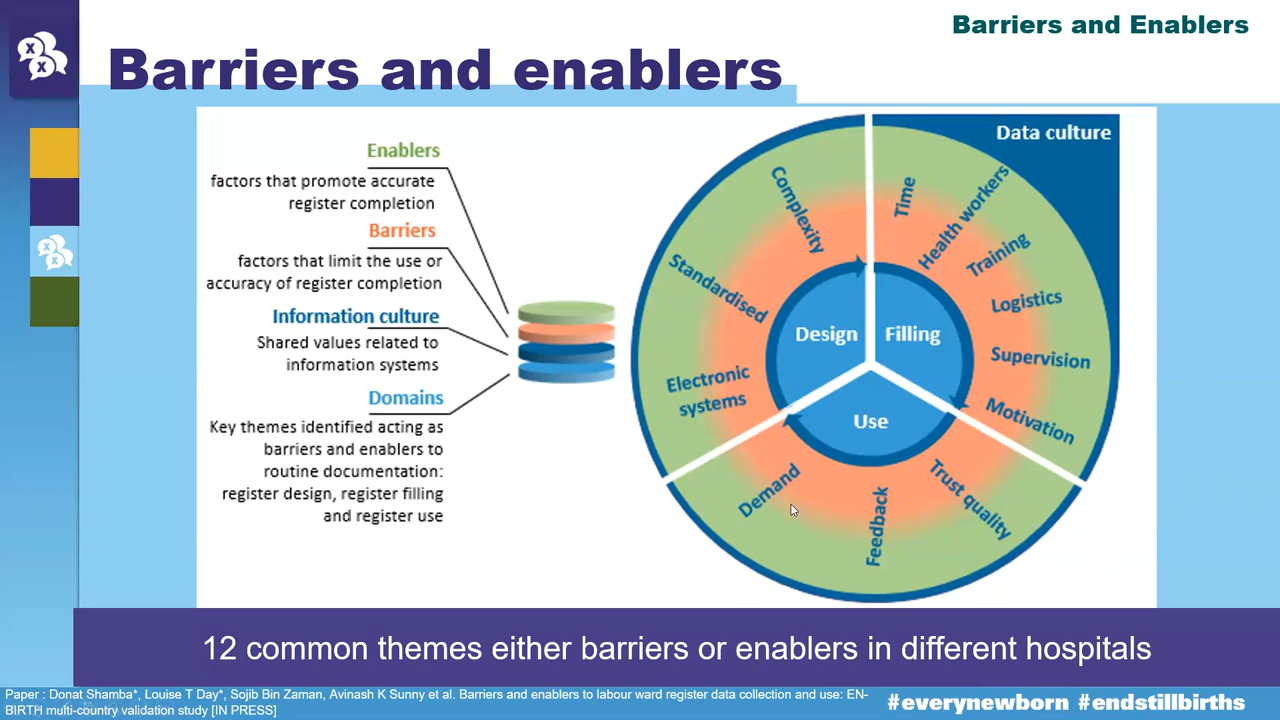 Barriers and Enablers
Barriers and enablers
Enablers
factors that promote accurate
register completion
Barriers
factors that limit the use or
accuracy of register completion
Information culture
Shared values related to
information systems
Domains
Key themes identified acting as
barriers and enablers to
routine documentation:
register design, register filling
and register use
Data culture
Design
Filling
Use
Complexity
Standardised
Electronic
systems
Time
Health workers
Training
Logistics
Supervision
Motivation
Trust quality
Feedback
Demand
12 common themes either barriers or enablers in different hospitals
Paper : Donat Shamba*, Louise T Day*, Sojib Bin Zaman, Avinash K Sunny et al. Barriers and enablers to labour ward register data collection and use: EN-
BIRTH multi-country validation study [IN PRESS]
#everynewborn #endstillbirths
x
x
x
x